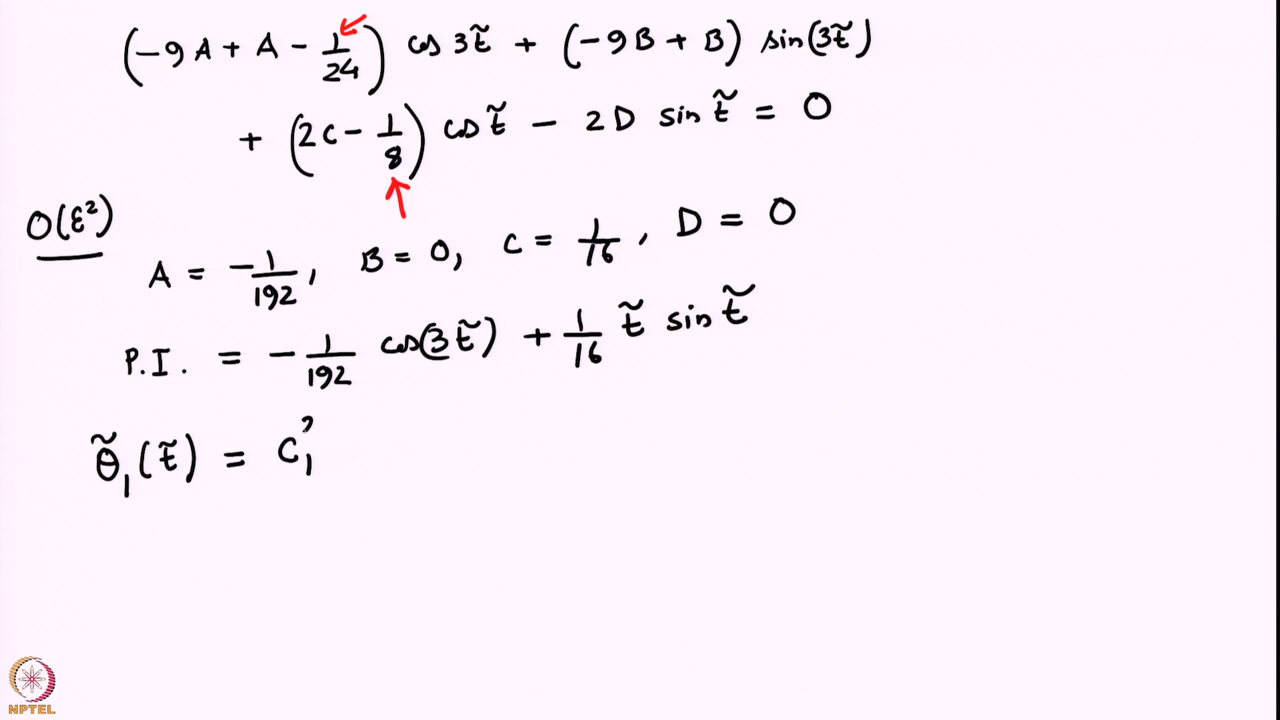 (-9A + A - 1/24) cos 3t̃ + (-9B + B) sin(3t̃)
+ (2C - 1/8) cos t̃ - 2D sin t̃ = 0
O(ε²)
A = -1/192, B = 0, C = 1/16, D = 0
P.I. = -1/192 cos(3t̃) + 1/16 t̃ sin t̃
θ̃₁(t̃) = C₁'
NPTEL